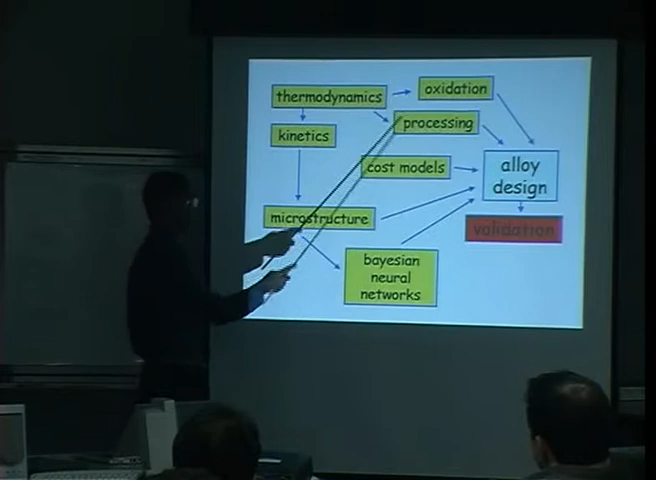 thermodynamics
oxidation
kinetics
processing
cost models
alloy
design
microstructure
validation
bayesian
neural
networks